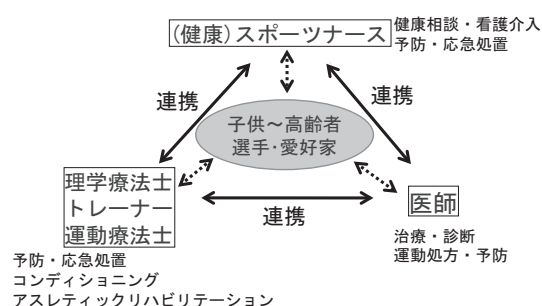 (健康)スポーツナース
健康相談・看護介入
予防・応急処置
連携
連携
子供～高齢者
選手・愛好家
理学療法士
トレーナー
運動療法士
連携
医師
治療・診断
運動処方・予防
予防・応急処置
コンディショニング
アスレティックリハビリテーション